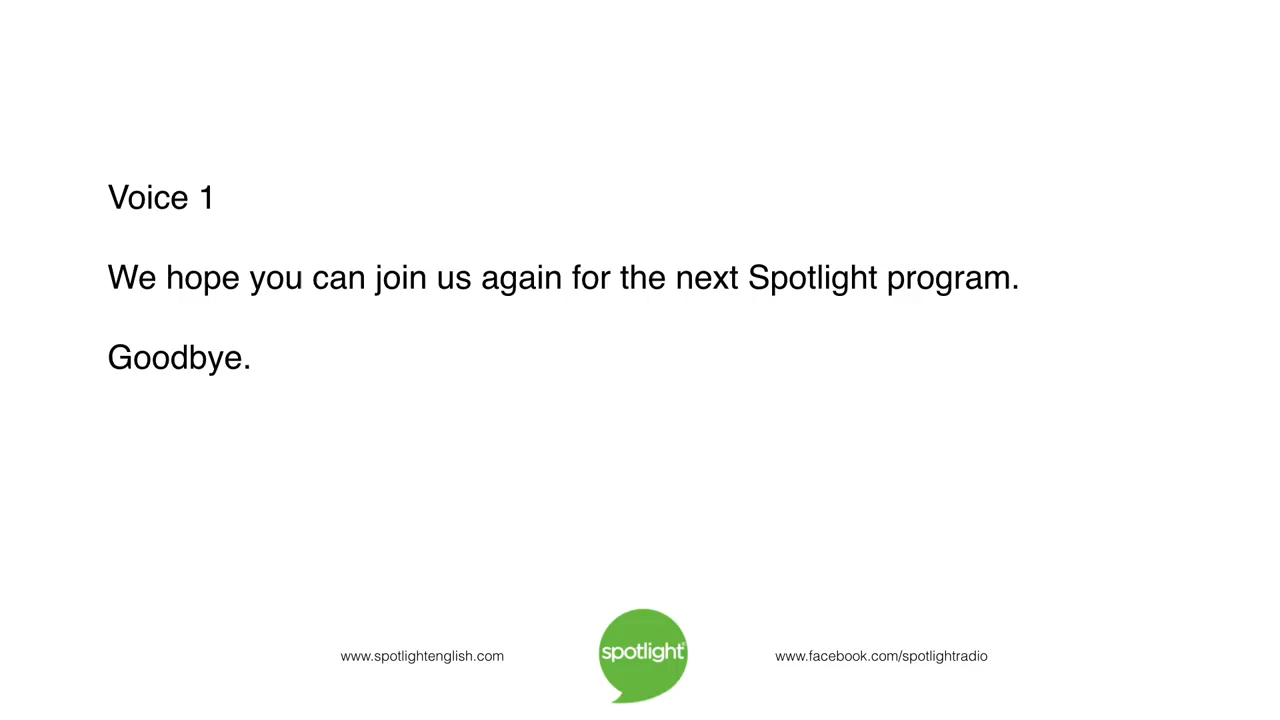 Voice 1
We hope you can join us again for the next Spotlight program.
Goodbye.
www.spotlightenglish.com
spotlight
www.facebook.com/spotlightradio